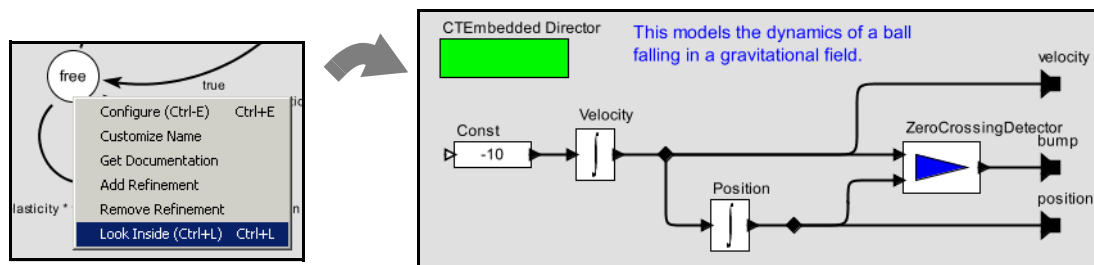 free
true
tic
Configure (Ctrl-E) Ctrl+E
Customize Name
Get Documentation
Add Refinement
Remove Refinement
lasticity *
n
Look Inside (Ctrl+L) Ctrl+L
CTEmbedded Director
This models the dynamics of a ball
falling in a gravitational field.
velocity
Const
-10
Velocity
∫
ZeroCrossingDetector
bump
Position
∫
position